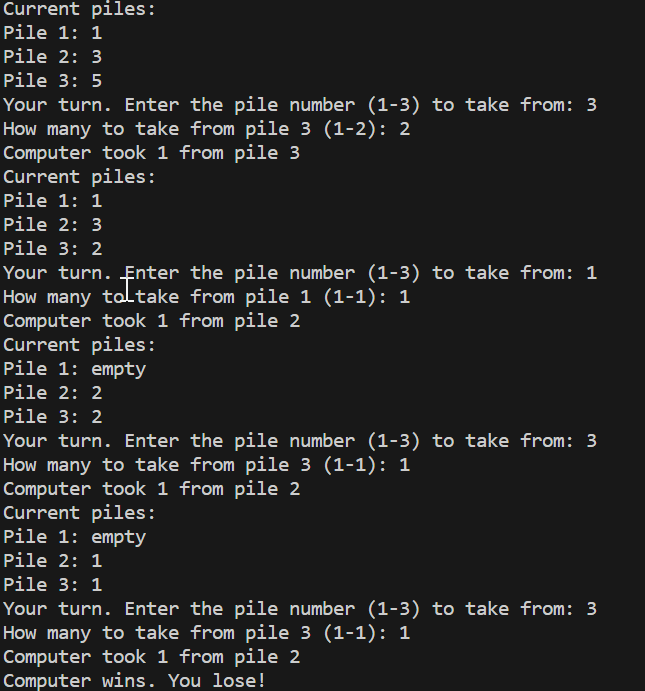 Current piles:
Pile 1: 1
Pile 2: 3
Pile 3: 5
Your turn. Enter the pile number (1-3) to take from: 3
How many to take from pile 3 (1-2): 2
Computer took 1 from pile 3
Current piles:
Pile 1: 1
Pile 2: 3
Pile 3: 2
Your turn. Enter the pile number (1-3) to take from: 1
How many to take from pile 1 (1-1): 1
Computer took 1 from pile 2
Current piles:
Pile 1: empty
Pile 2: 2
Pile 3: 2
Your turn. Enter the pile number (1-3) to take from: 3
How many to take from pile 3 (1-1): 1
Computer took 1 from pile 2
Current piles:
Pile 1: empty
Pile 2: 1
Pile 3: 1
Your turn. Enter the pile number (1-3) to take from: 3
How many to take from pile 3 (1-1): 1
Computer took 1 from pile 2
Computer wins. You lose!